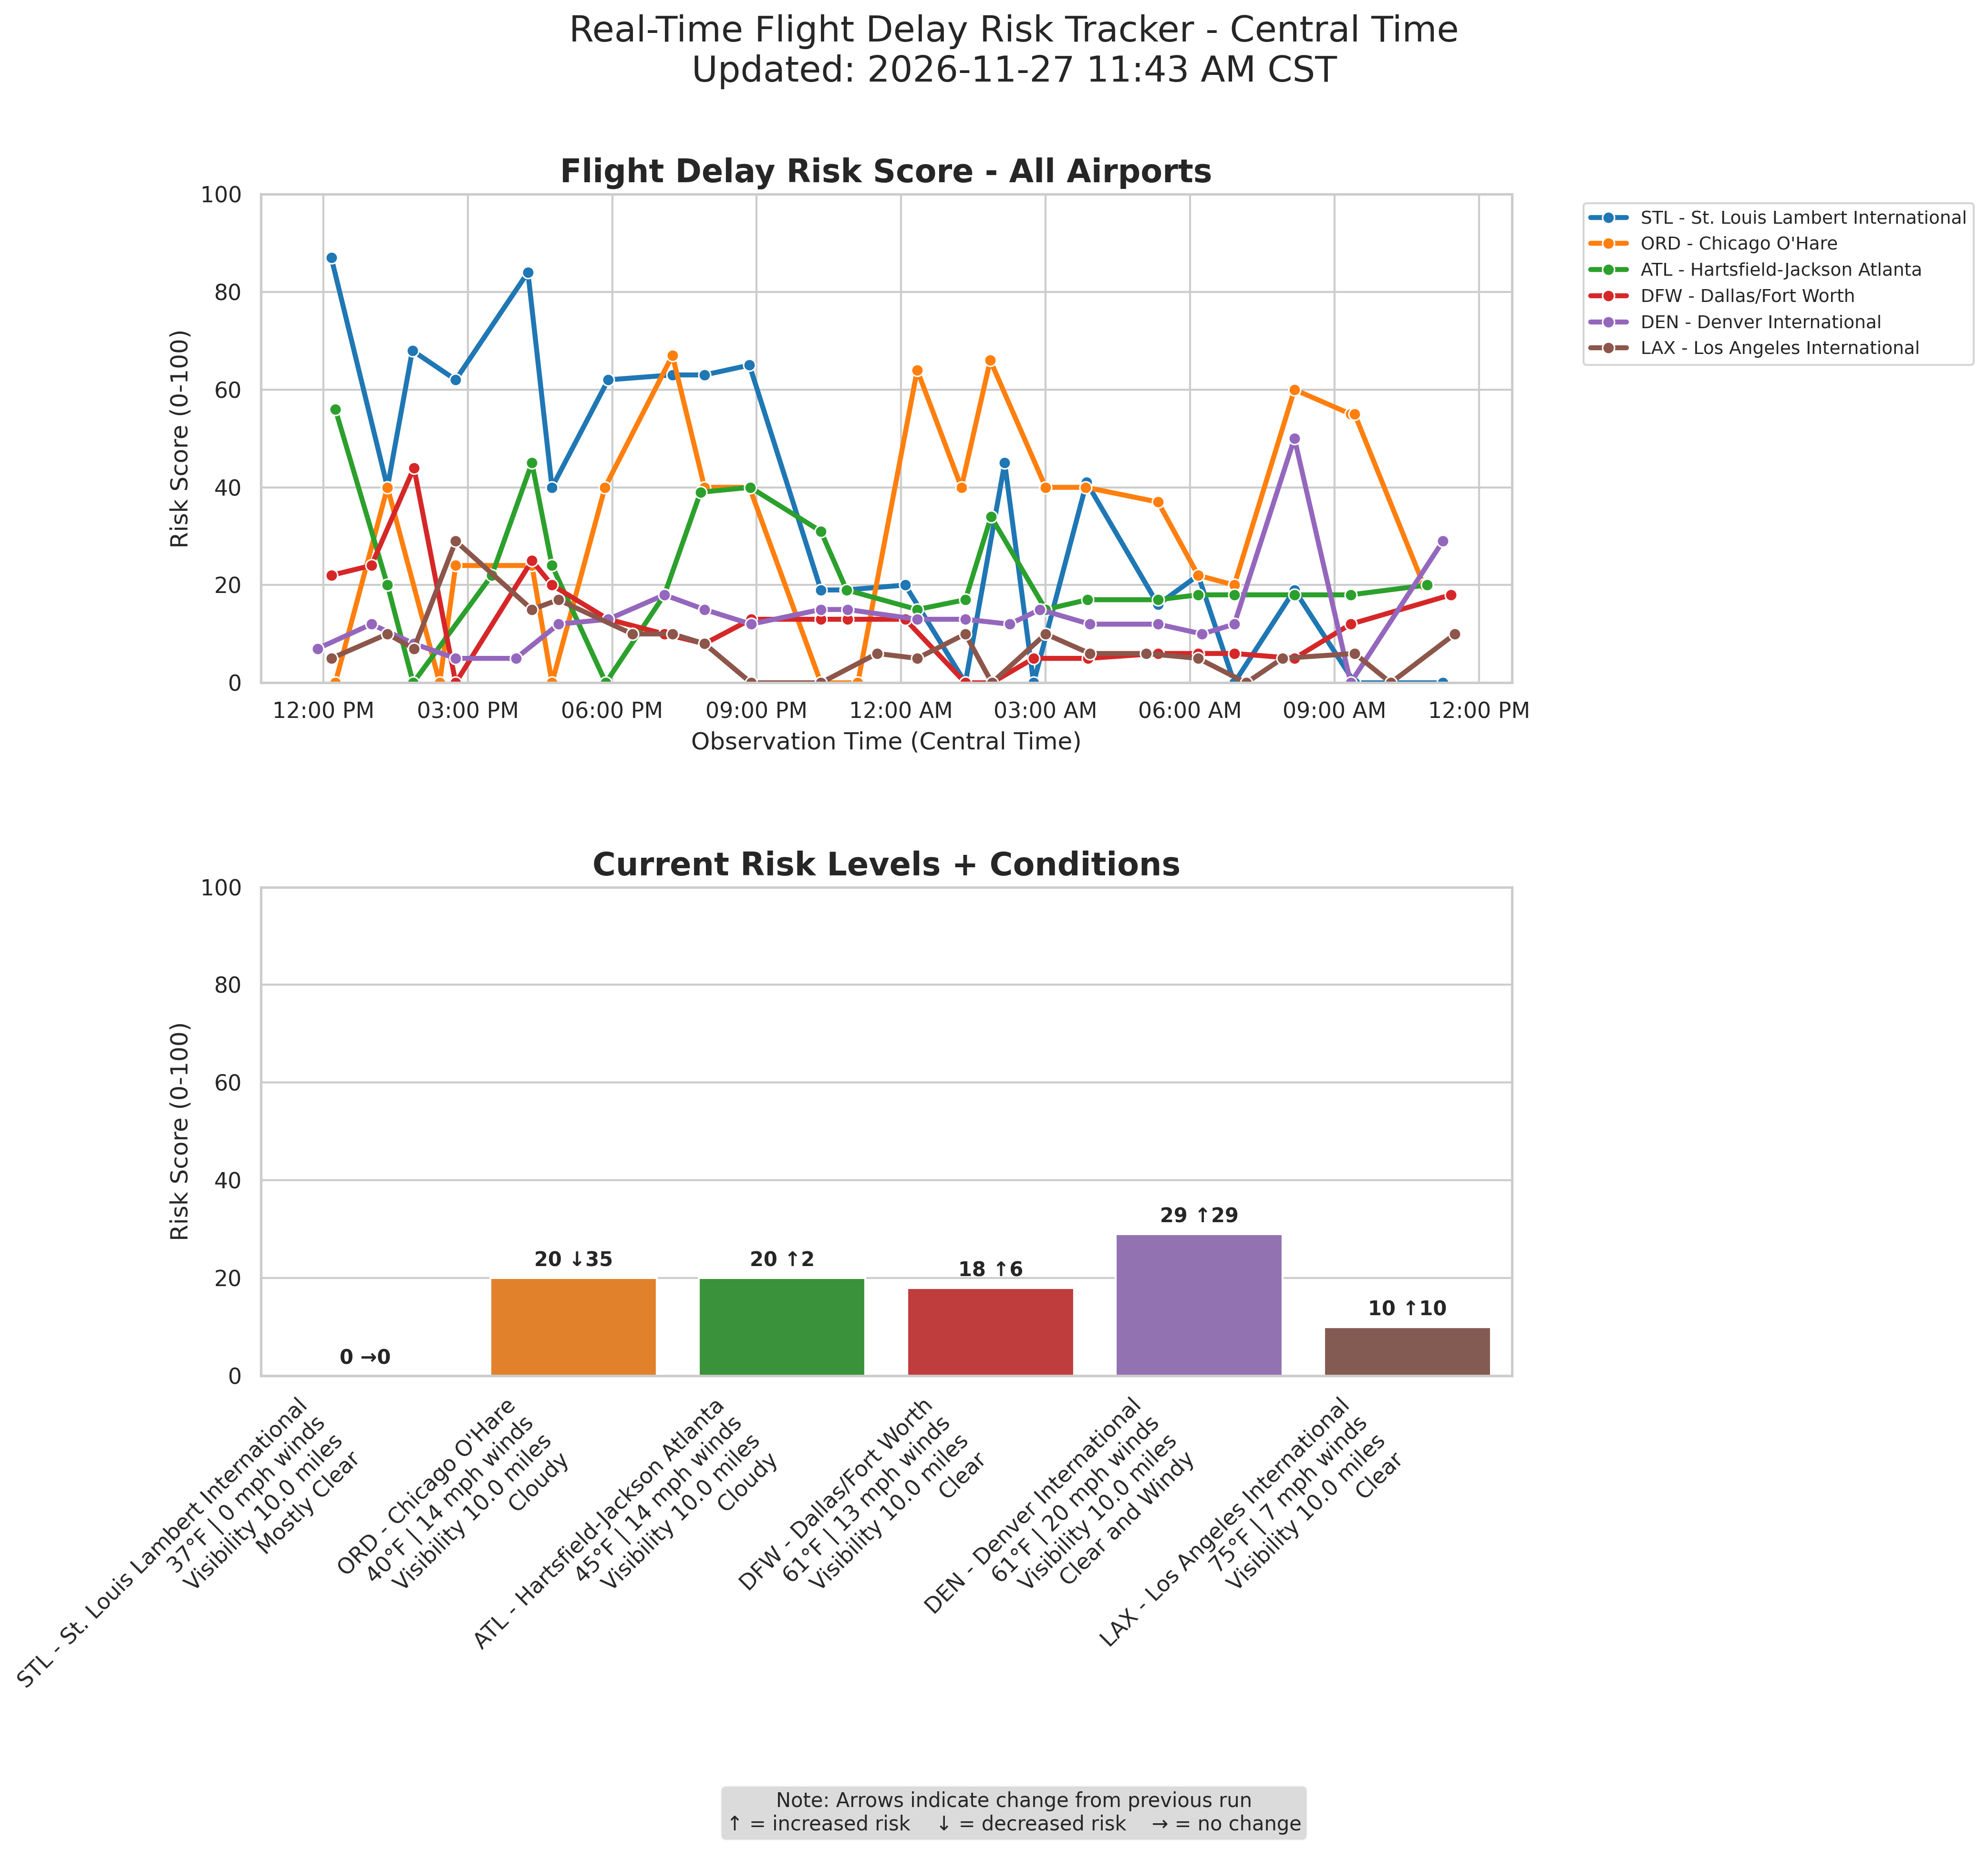 Real-Time Flight Delay Risk Tracker - Central Time
Updated: 2026-11-27 11:43 AM CST
Flight Delay Risk Score - All Airports
100
80
60
40
20
0
Risk Score (0-100)
12:00 PM
03:00 PM
06:00 PM
09:00 PM
12:00 AM
03:00 AM
06:00 AM
09:00 AM
12:00 PM
Observation Time (Central Time)
STL - St. Louis Lambert International
ORD - Chicago O'Hare
ATL - Hartsfield-Jackson Atlanta
DFW - Dallas/Fort Worth
DEN - Denver International
LAX - Los Angeles International
Current Risk Levels + Conditions
100
80
60
40
20
0
Risk Score (0-100)
0 →0
20 ↓35
20 ↑2
18 ↑6
29 ↑29
10 ↑10
STL - St. Louis Lambert International
37°F | 0 mph winds
Visibility 10.0 miles
Mostly Clear
ORD - Chicago O'Hare
40°F | 14 mph winds
Visibility 10.0 miles
Cloudy
ATL - Hartsfield-Jackson Atlanta
45°F | 14 mph winds
Visibility 10.0 miles
Cloudy
DFW - Dallas/Fort Worth
61°F | 13 mph winds
Visibility 10.0 miles
Clear
DEN - Denver International
61°F | 20 mph winds
Visibility 10.0 miles
Clear and Windy
LAX - Los Angeles International
75°F | 7 mph winds
Visibility 10.0 miles
Clear
Note: Arrows indicate change from previous run
↑ = increased risk ↓ = decreased risk → = no change